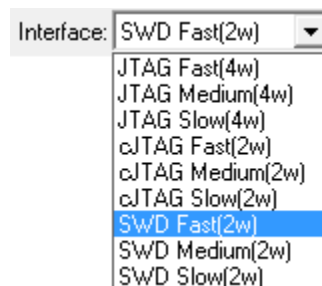 Interface: SWD Fast(2w)
JTAG Fast(4w)
JTAG Medium(4w)
JTAG Slow(4w)
cJTAG Fast(2w)
cJTAG Medium(2w)
cJTAG Slow(2w)
SWD Fast(2w)
SWD Medium(2w)
SWD Slow(2w)